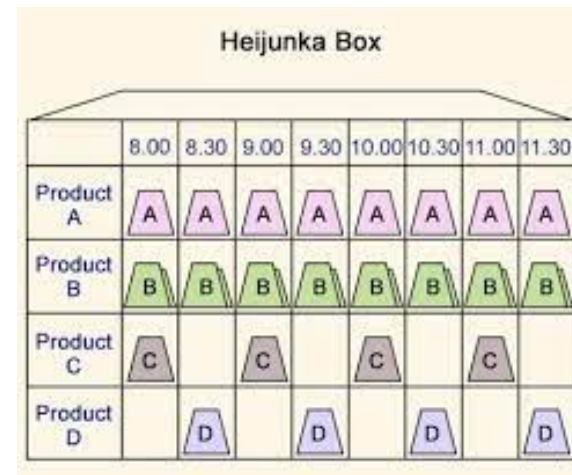 Heijunka Box
8.00 8.30 9.00 9.30 10.00 10.30 11.00 11.30
Product
A
A A A A A A A A
Product
B
B B B B B B B B
Product
C
C C C C
Product
D
D D D D